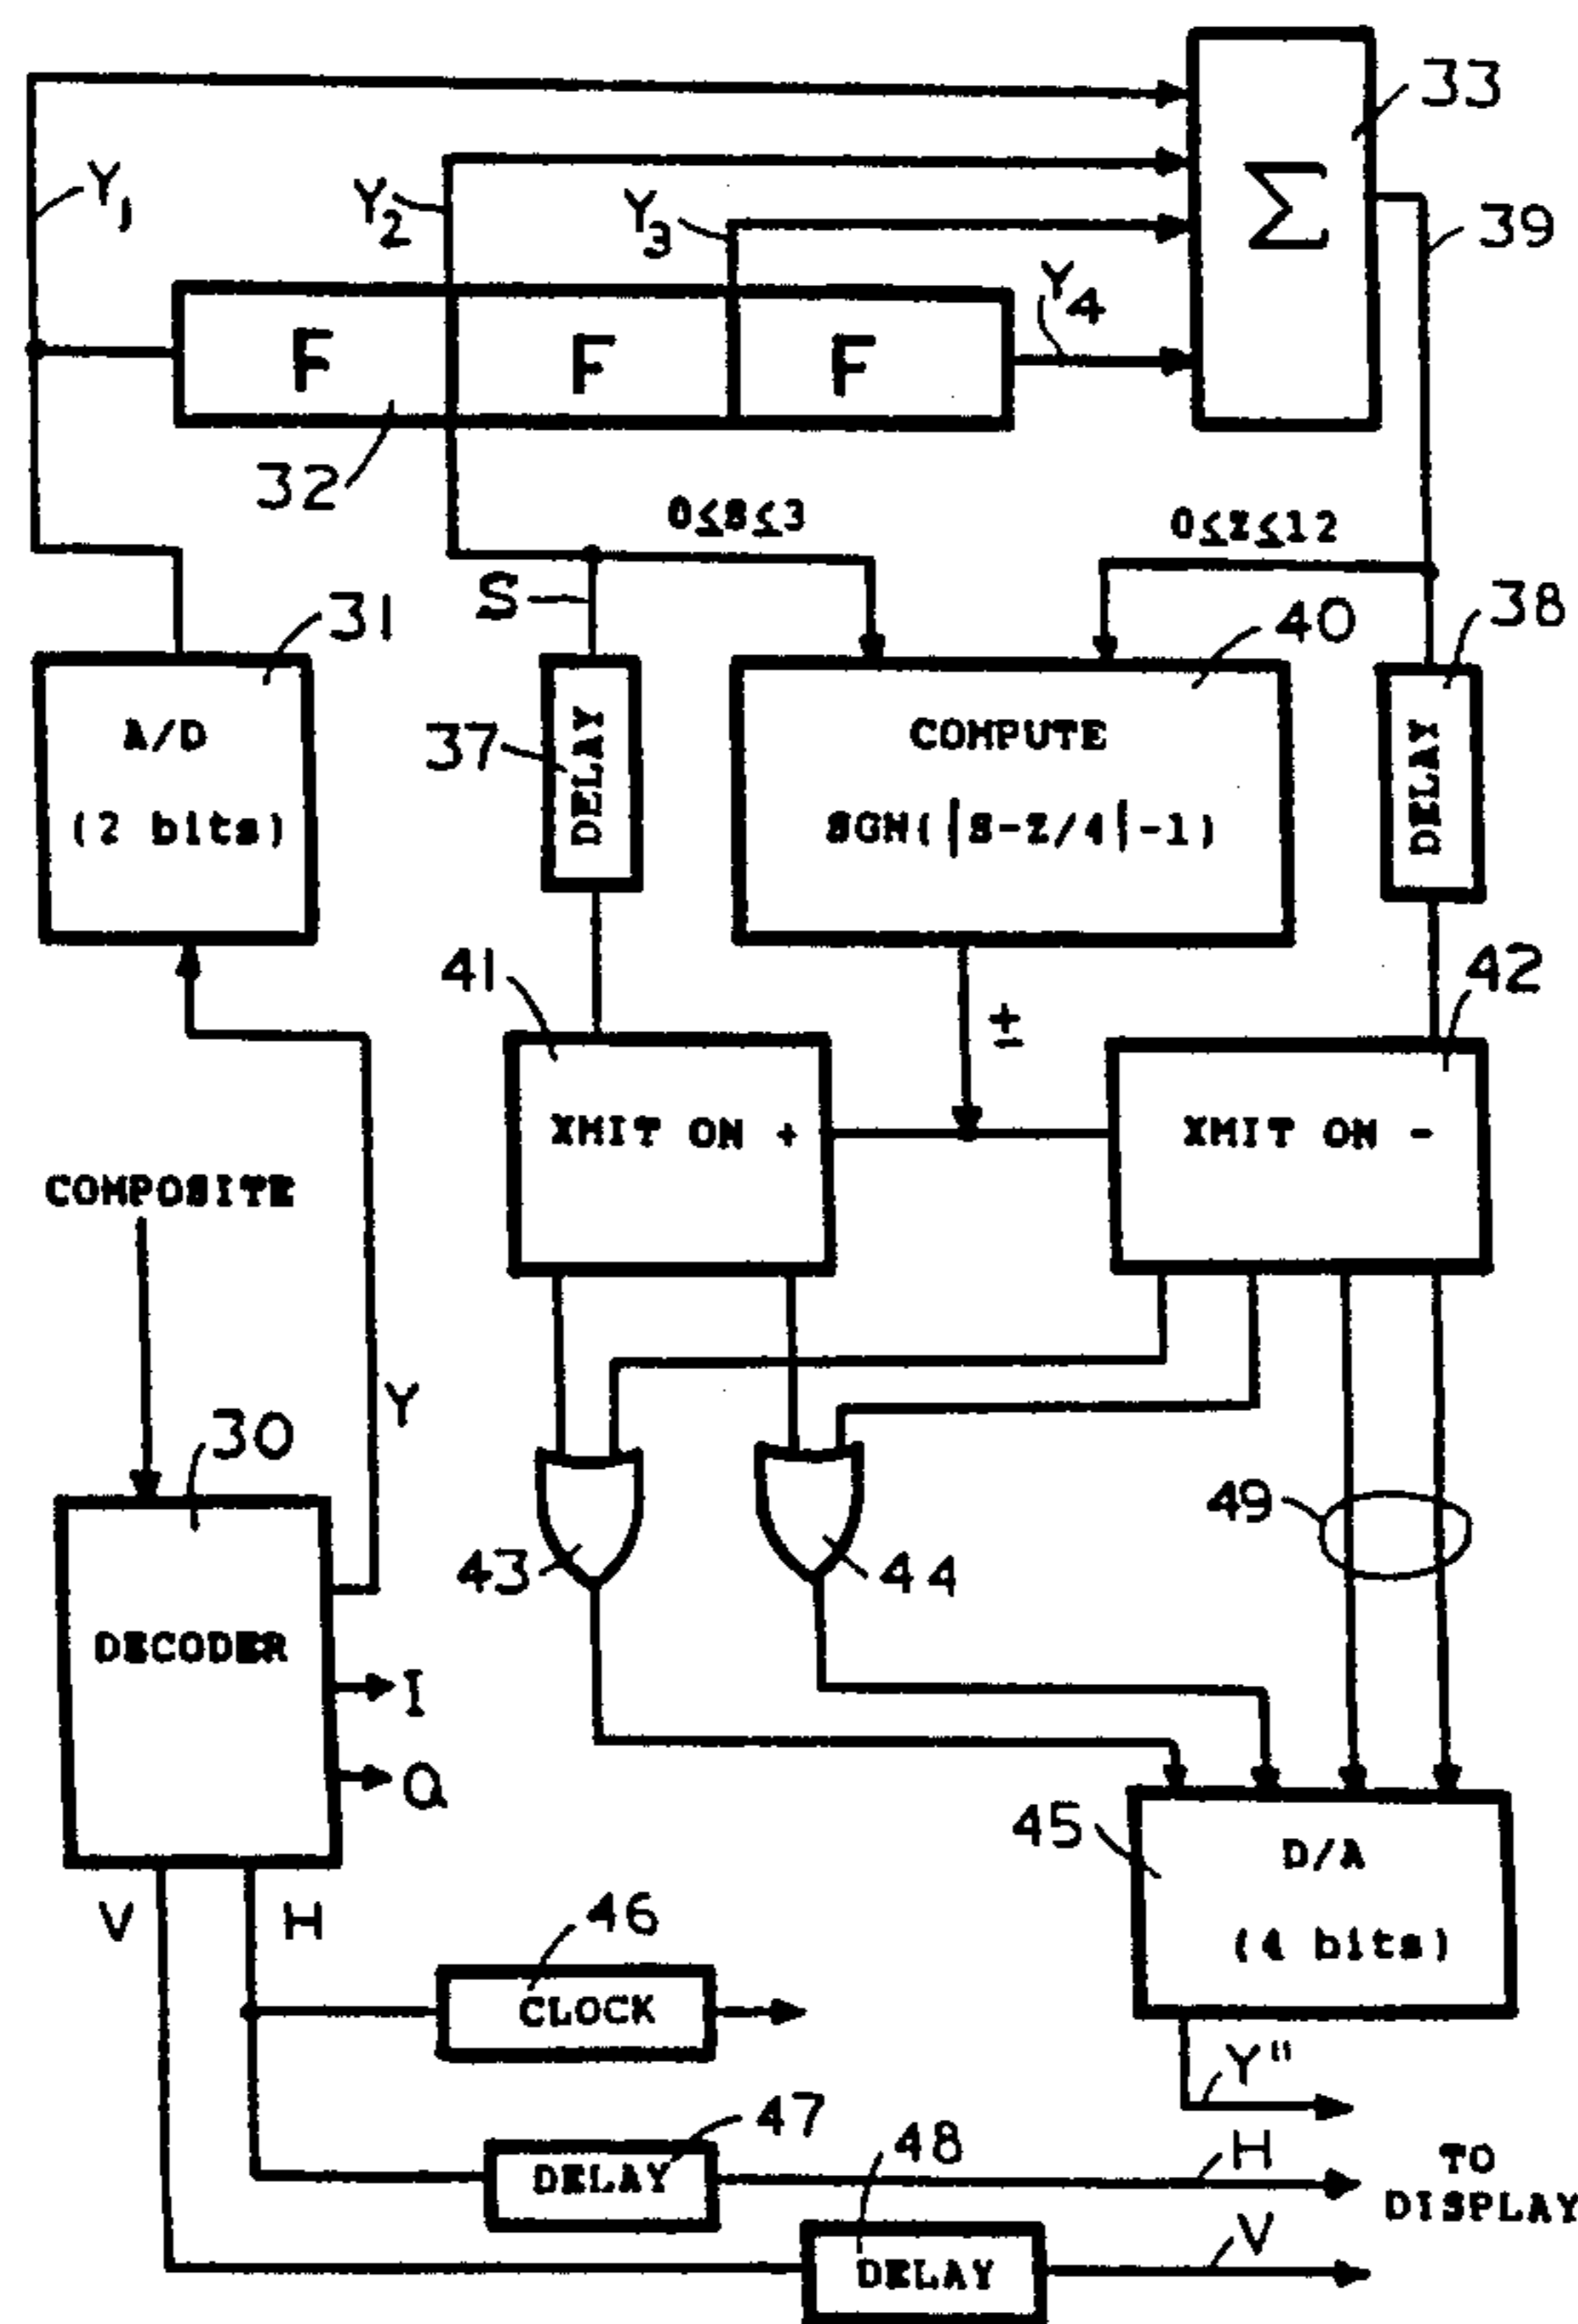 33
Σ
Y1
Y2
Y3
39
Y4
F F F
32
0≤S≤3
0≤Σ≤12
S
31
40
38
A/D
(2 bits)
37
DELAY
COMPUTE
SGN(|S-Σ/4|-1)
DELAY
41
±
42
XMIT ON +
XMIT ON -
COMPOSITE
Y
30
49
43
44
DECODER
I
Q
45
D/A
(4 bits)
V
H
46
CLOCK
Y"
47
DELAY
48
H
TO
DISPLAY
V
DELAY